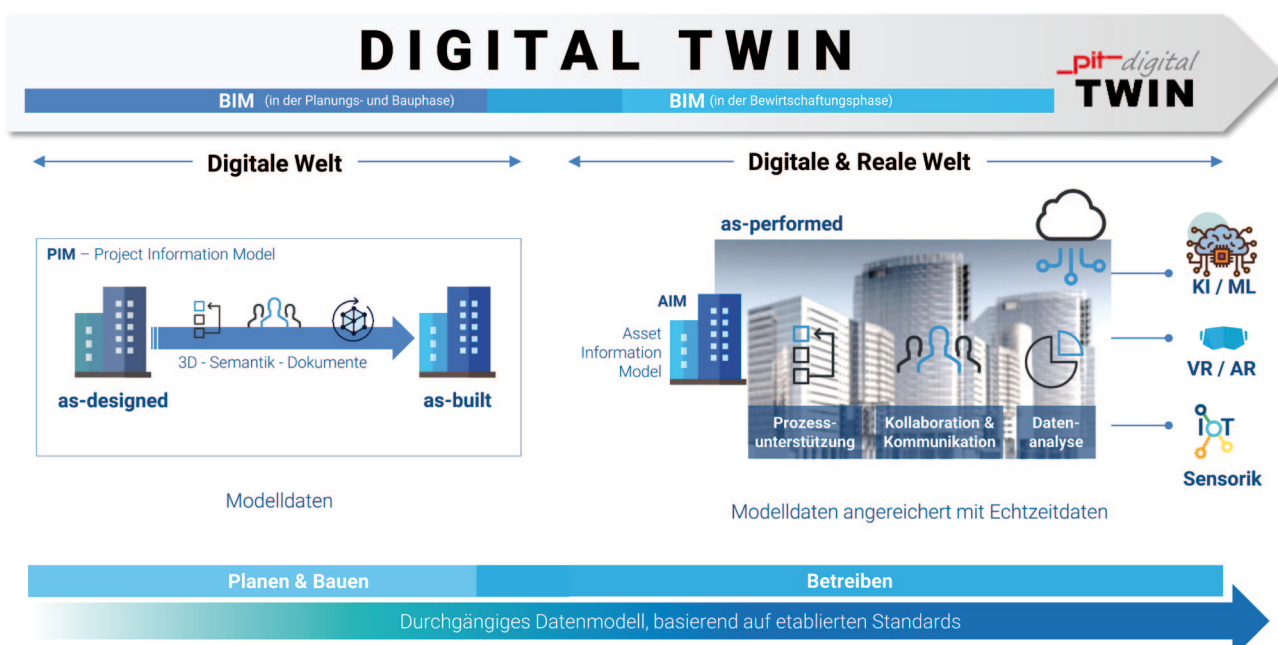 DIGITAL TWIN
_pit-digital
TWIN
BIM (in der Planungs- und Bauphase)
BIM (in der Bewirtschaftungsphase)
Digitale Welt
Digitale & Reale Welt
PIM – Project Information Model
3D - Semantik - Dokumente
as-designed
as-built
Modelldaten
as-performed
AIM
Asset
Information
Model
Prozess-
unterstützung
Kollaboration &
Kommunikation
Daten-
analyse
KI / ML
VR / AR
IoT
Sensorik
Modelldaten angereichert mit Echtzeitdaten
Planen & Bauen
Betreiben
Durchgängiges Datenmodell, basierend auf etablierten Standards